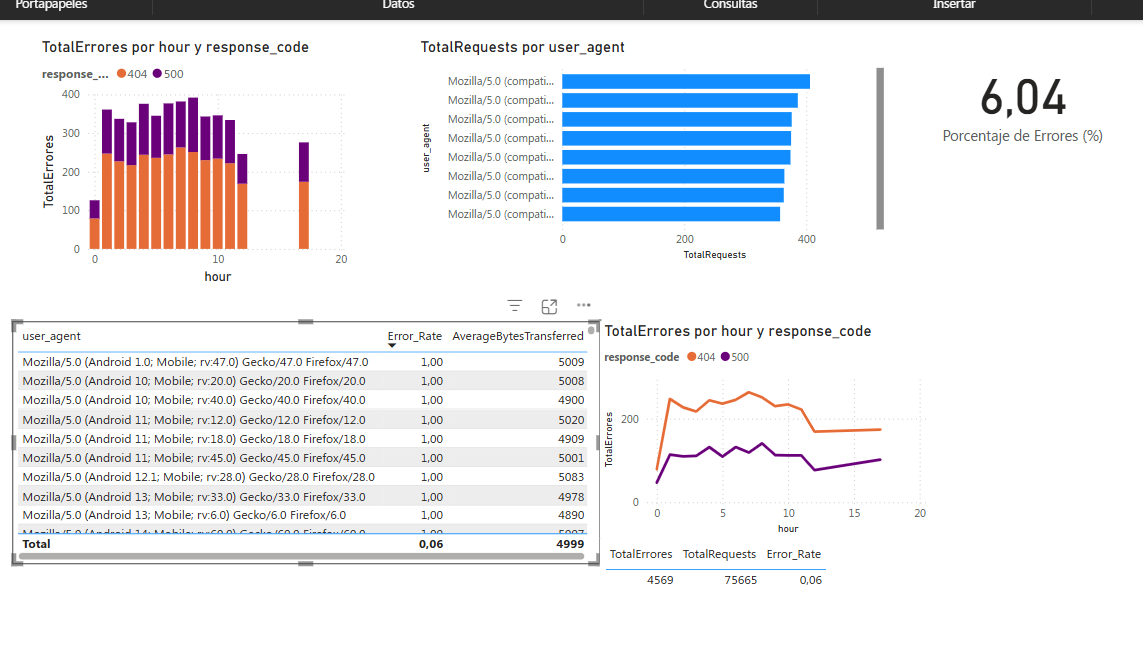 Portapapeles
Datos
Consultas
Insertar
TotalErrores por hour y response_code
response_... 404 500
400
300
200
100
0
TotalErrores
0 10 20
hour
TotalRequests por user_agent
user_agent
Mozilla/5.0 (compati...
Mozilla/5.0 (compati...
Mozilla/5.0 (compati...
Mozilla/5.0 (compati...
Mozilla/5.0 (compati...
Mozilla/5.0 (compati...
Mozilla/5.0 (compati...
Mozilla/5.0 (compati...
0 200 400
TotalRequests
6,04
Porcentaje de Errores (%)
user_agent Error_Rate AverageBytesTransferred
Mozilla/5.0 (Android 1.0; Mobile; rv:47.0) Gecko/47.0 Firefox/47.0 1,00 5009
Mozilla/5.0 (Android 10; Mobile; rv:20.0) Gecko/20.0 Firefox/20.0 1,00 5008
Mozilla/5.0 (Android 10; Mobile; rv:40.0) Gecko/40.0 Firefox/40.0 1,00 4900
Mozilla/5.0 (Android 11; Mobile; rv:12.0) Gecko/12.0 Firefox/12.0 1,00 5020
Mozilla/5.0 (Android 11; Mobile; rv:18.0) Gecko/18.0 Firefox/18.0 1,00 4909
Mozilla/5.0 (Android 11; Mobile; rv:45.0) Gecko/45.0 Firefox/45.0 1,00 5001
Mozilla/5.0 (Android 12.1; Mobile; rv:28.0) Gecko/28.0 Firefox/28.0 1,00 5083
Mozilla/5.0 (Android 13; Mobile; rv:33.0) Gecko/33.0 Firefox/33.0 1,00 4978
Mozilla/5.0 (Android 13; Mobile; rv:6.0) Gecko/6.0 Firefox/6.0 1,00 4890
Total 0,06 4999
TotalErrores por hour y response_code
response_code 404 500
TotalErrores
200
0
0 5 10 15 20
hour
TotalErrores TotalRequests Error_Rate
4569 75665 0,06